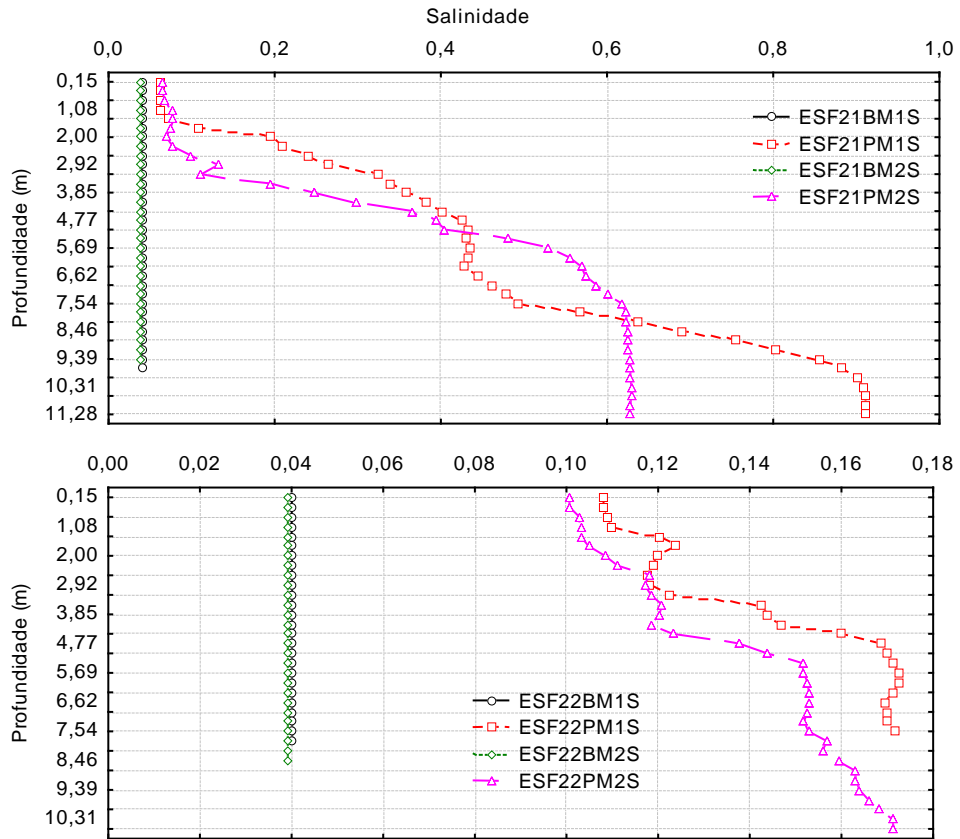 Salinidade
0,0 0,2 0,4 0,6 0,8 1,0
0,15
1,08
2,00
2,92
3,85
4,77
5,69
6,62
7,54
8,46
9,39
10,31
11,28
Profundidade (m)
ESF21BM1S
ESF21PM1S
ESF21BM2S
ESF21PM2S
0,00 0,02 0,04 0,06 0,08 0,10 0,12 0,14 0,16 0,18
0,15
1,08
2,00
2,92
3,85
4,77
5,69
6,62
7,54
8,46
9,39
10,31
Profundidade (m)
ESF22BM1S
ESF22PM1S
ESF22BM2S
ESF22PM2S